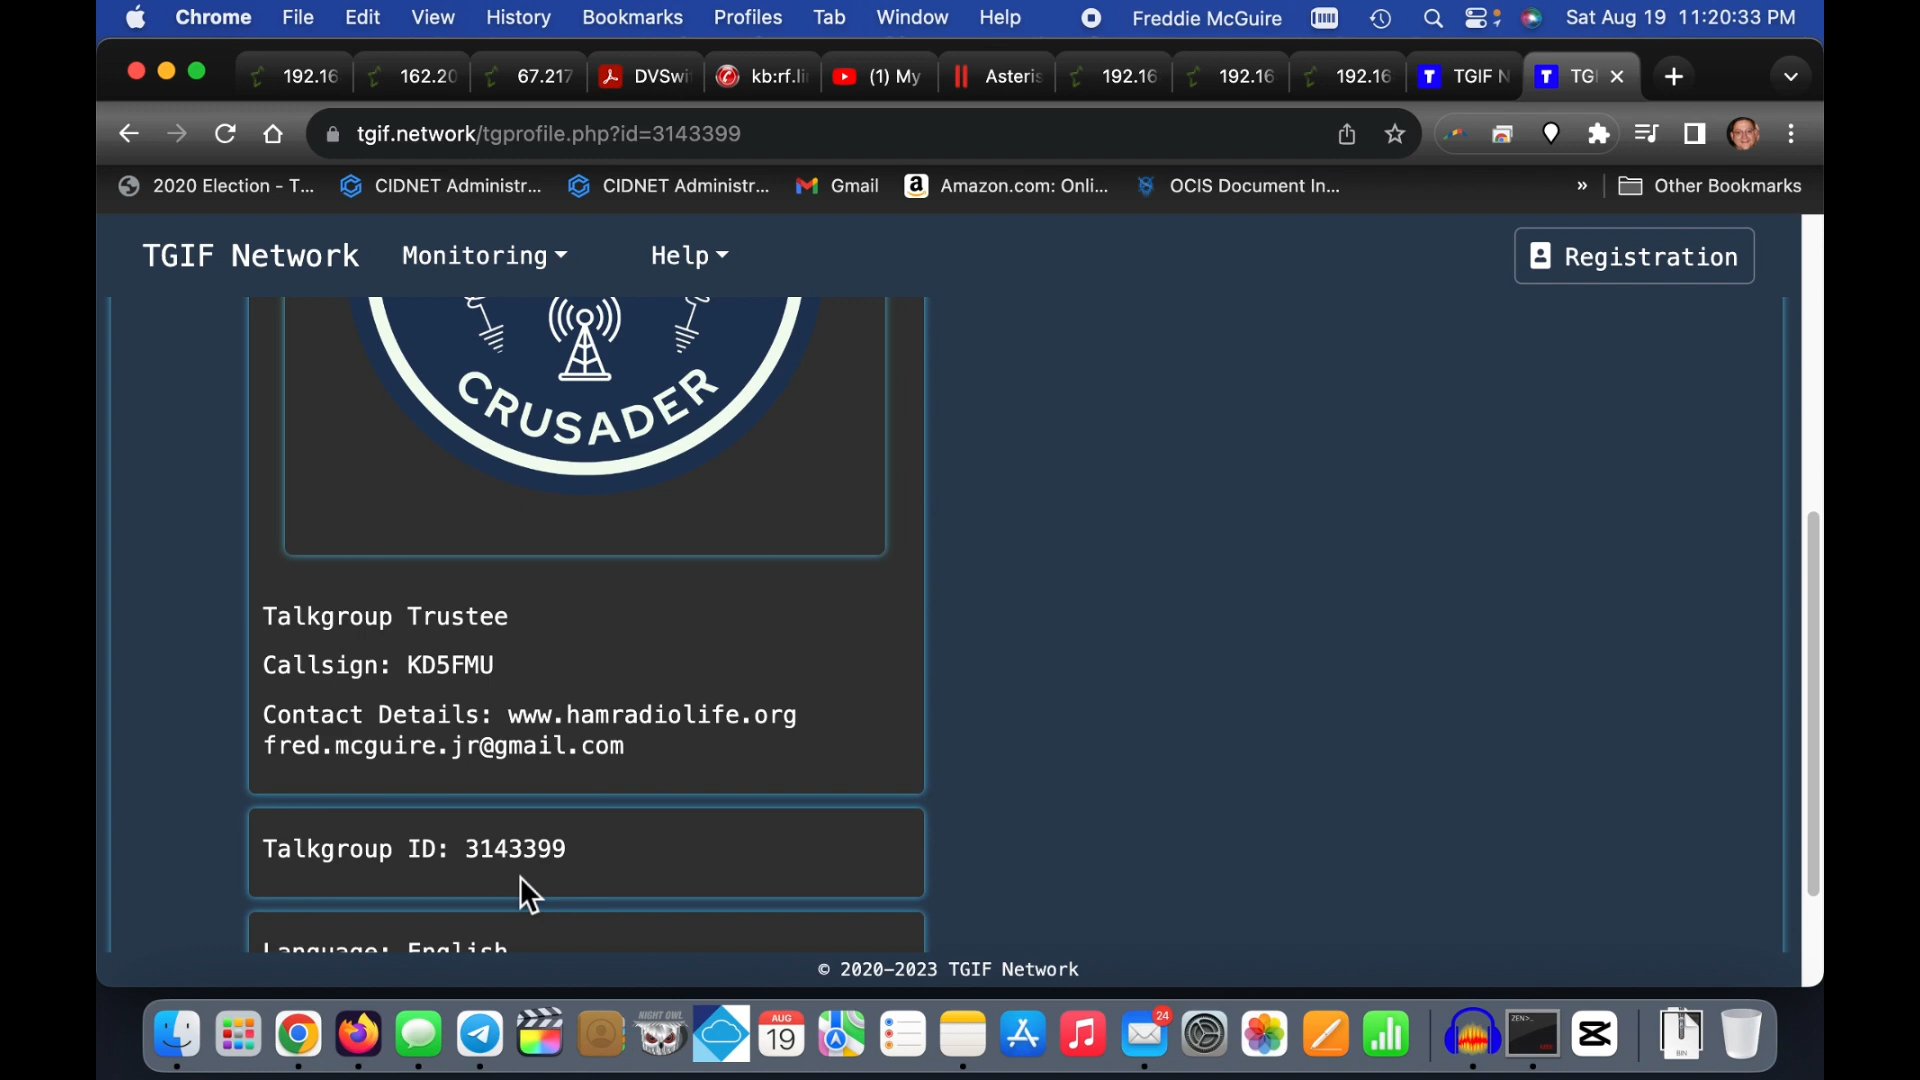 Chrome File Edit View History Bookmarks Profiles Tab Window Help Freddie McGuire Sat Aug 19 11:20:33 PM
192.16 162.20 67.217 DVSwi kb:rf.li (1) My Asteris 192.16 192.16 192.16 T TGIF N T TG
tgif.network/tgprofile.php?id=3143399
2020 Election - T... CIDNET Administr... CIDNET Administr... Gmail Amazon.com: Onli... OCIS Document In... » Other Bookmarks
TGIF Network Monitoring Help Registration
CRUSADER
Talkgroup Trustee
Callsign: KD5FMU
Contact Details: www.hamradiolife.org
fred.mcguire.jr@gmail.com
Talkgroup ID: 3143399
Language: English
© 2020-2023 TGIF Network
NIGHT OWL AUG 24
19